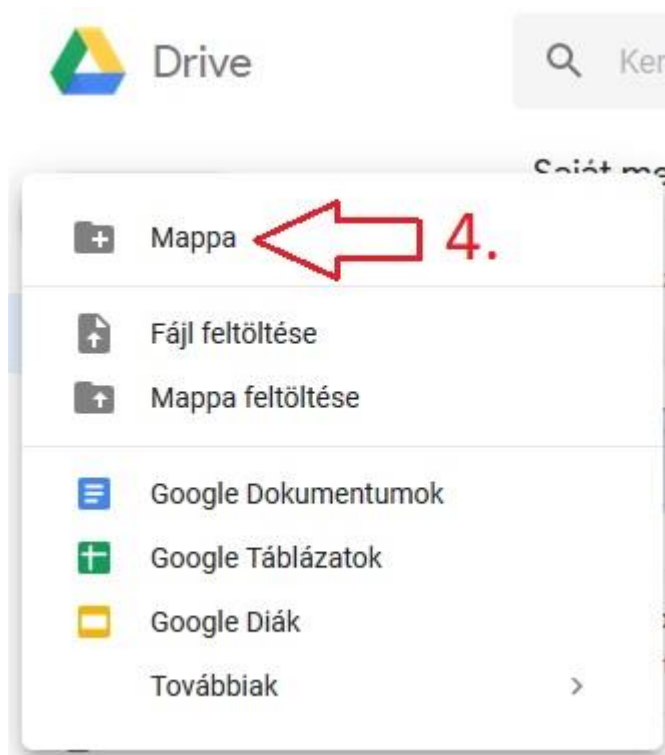 Drive
Mappa
4.
Fájl feltöltése
Mappa feltöltése
Google Dokumentumok
Google Táblázatok
Google Diák
Továbbiak